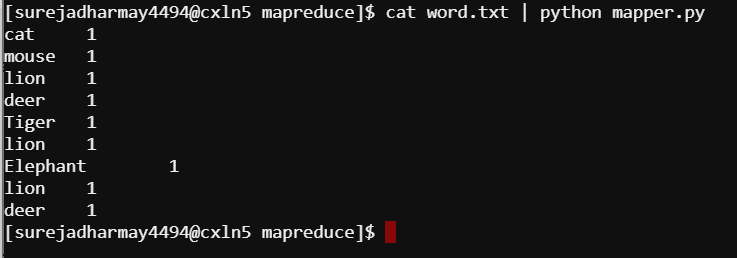 [surejadharmay4494@cxln5 mapreduce]$ cat word.txt | python mapper.py
cat	1
mouse	1
lion	1
deer	1
Tiger	1
lion	1
Elephant	1
lion	1
deer	1
[surejadharmay4494@cxln5 mapreduce]$